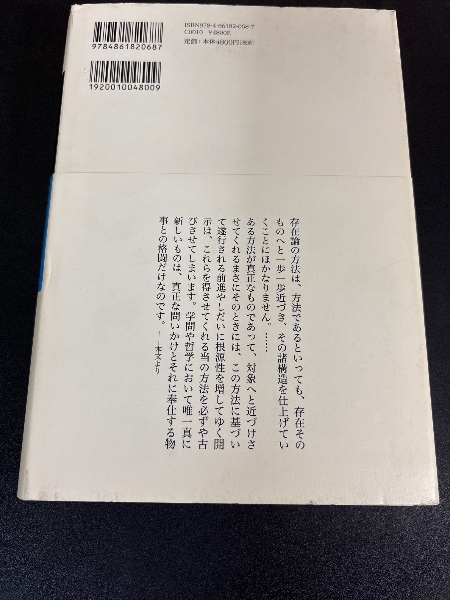 ISBN978-4-86182-068-7
C0010 ¥4800E
定価:本体4800円(税別)
9784861820687
1920010048009
存在論の方法は、方法であるといっても、存在その
ものへと一歩一歩近づき、その諸構造を仕上げてい
くことにほかなりません。……
ある方法が真正なものであって、対象へと近づけさ
せてくれるまさにそのときには、この方法に基づい
て遂行される前進やしだいに根源性を増してゆく開
示は、これらを得させてくれる当の方法を必ずや古
びさせてしまいます。学問や哲学において唯一真に
新しいものは、真正な問いかけとそれに奉仕する物
事との格闘だけなのです。 ――本文より